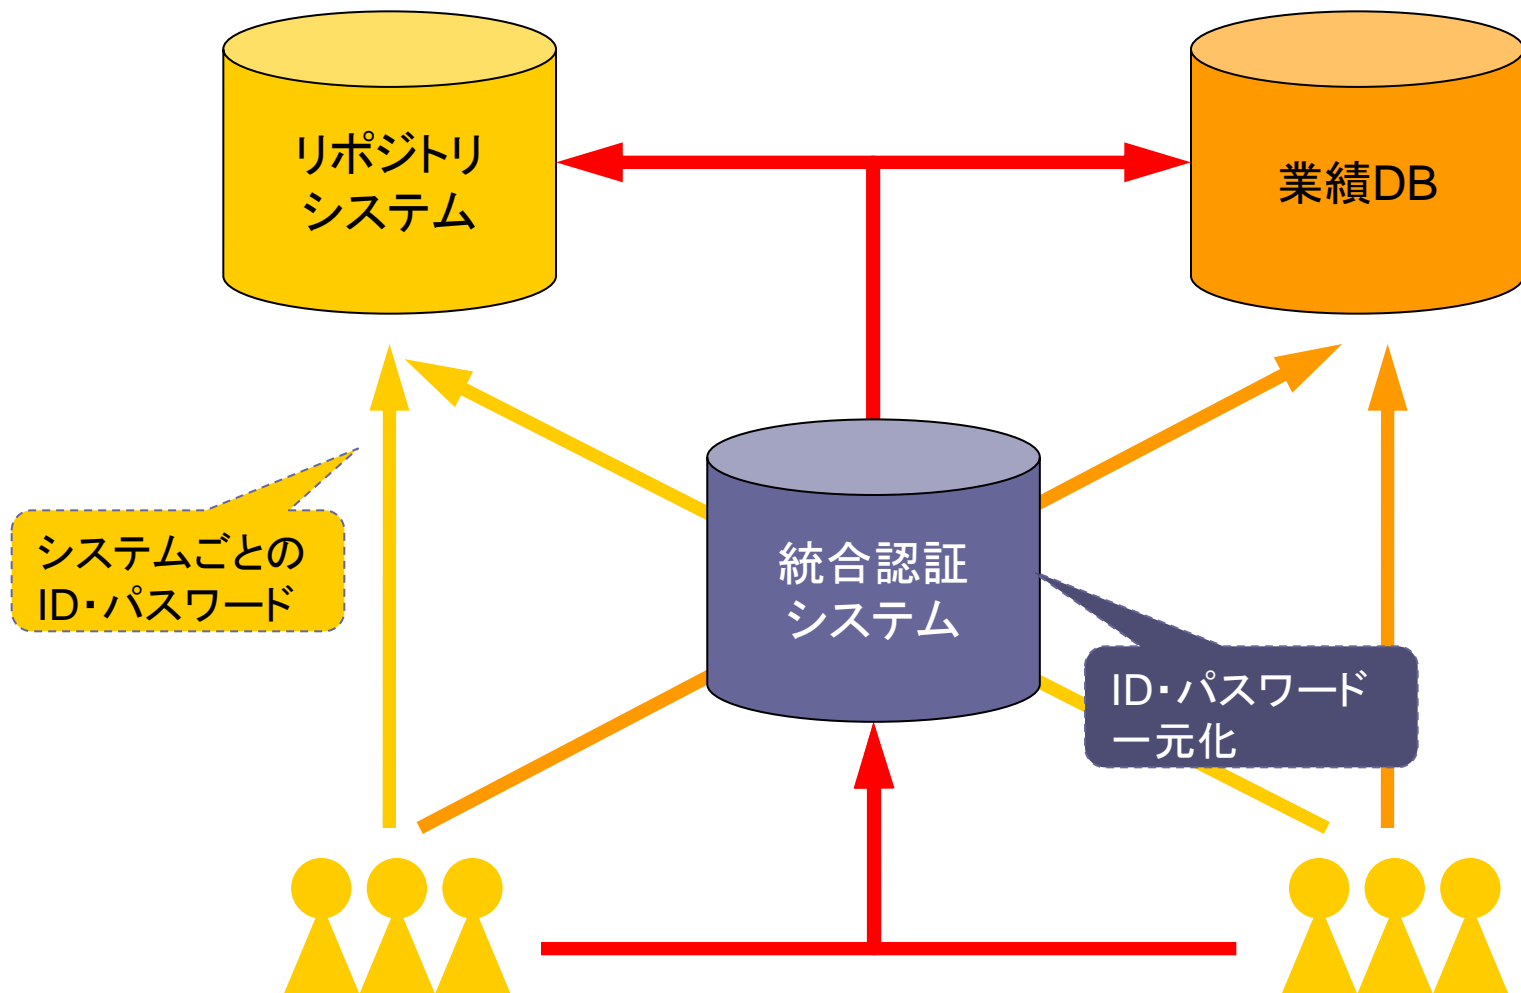 リポジトリ
システム
業績DB
システムごとの
ID・パスワード
統合認証
システム
ID・パスワード
一元化